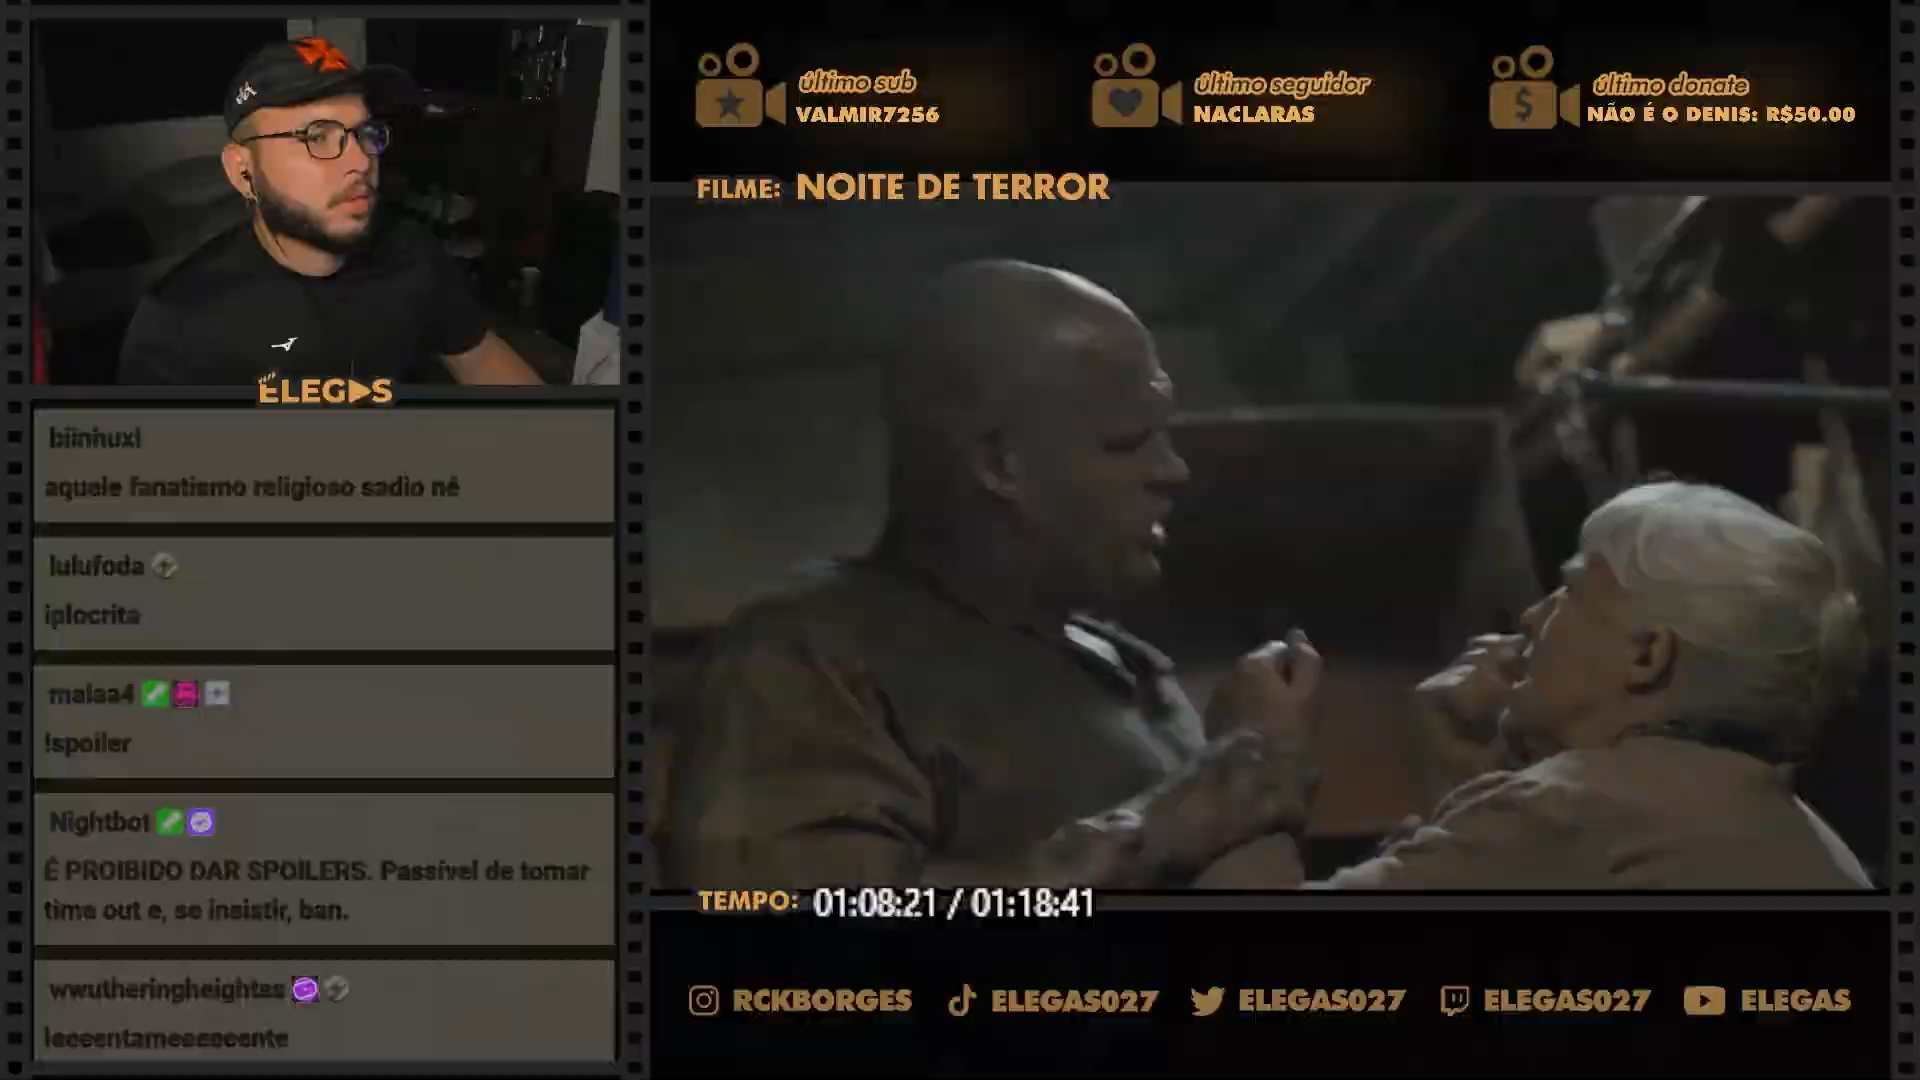 último sub
VALMIR7256
último seguidor
NACLARAS
último donate
NÃO É O DENIS: R$50.00
FILME: NOITE DE TERROR
ELEGAS
biinhuxl
aquele fanatismo religioso sadio né
lulufoda
iplocrita
malaa4
!spoiler
Nightbot
É PROIBIDO DAR SPOILERS. Passível de tomar
time out e, se insistir, ban.
wwutheringheightss
TEMPO: 01:08:21 / 01:18:41
RCKBORGES
ELEGAS027
ELEGAS027
ELEGAS027
ELEGAS